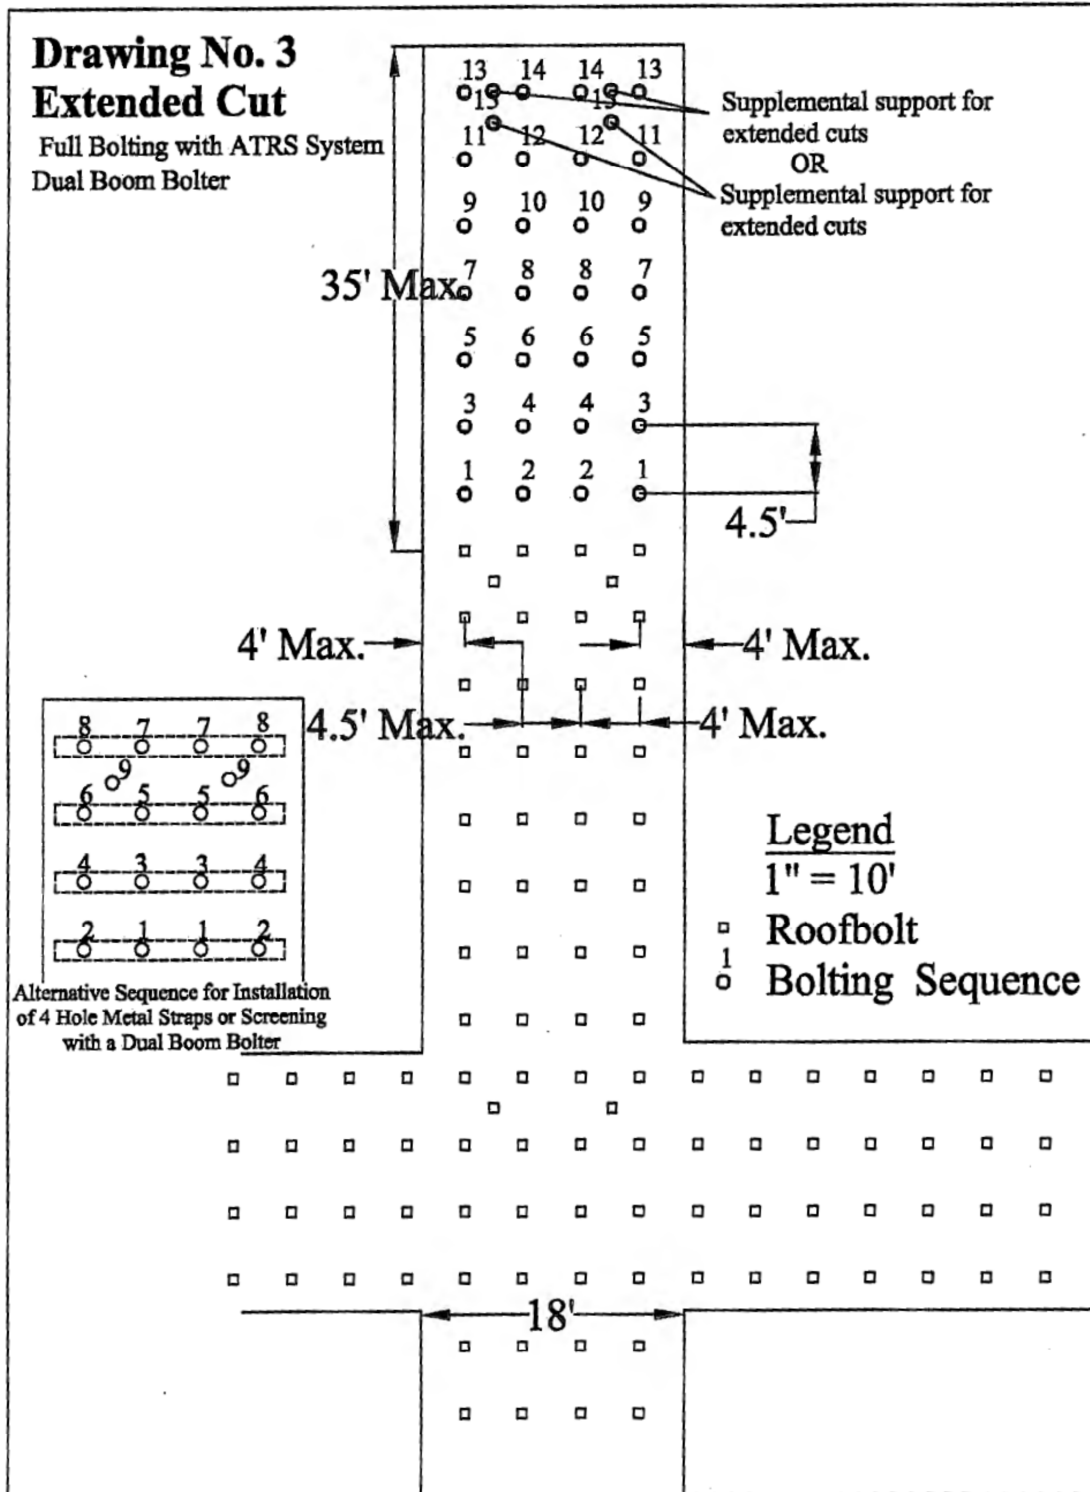 Drawing No. 3
Extended Cut
Full Bolting with ATRS System
Dual Boom Bolter
13 14 14 13
15 15
11 12 12 11
9 10 10 9
7 8 8 7
5 6 6 5
3 4 4 3
1 2 2 1
Supplemental support for
extended cuts
OR
Supplemental support for
extended cuts
35' Max.
4.5'
4' Max.
4' Max.
4.5' Max.
4' Max.
8 7 7 8
9 9
6 5 5 6
4 3 3 4
2 1 1 2
Alternative Sequence for Installation
of 4 Hole Metal Straps or Screening
with a Dual Boom Bolter
Legend
1" = 10'
Roofbolt
1
Bolting Sequence
18'